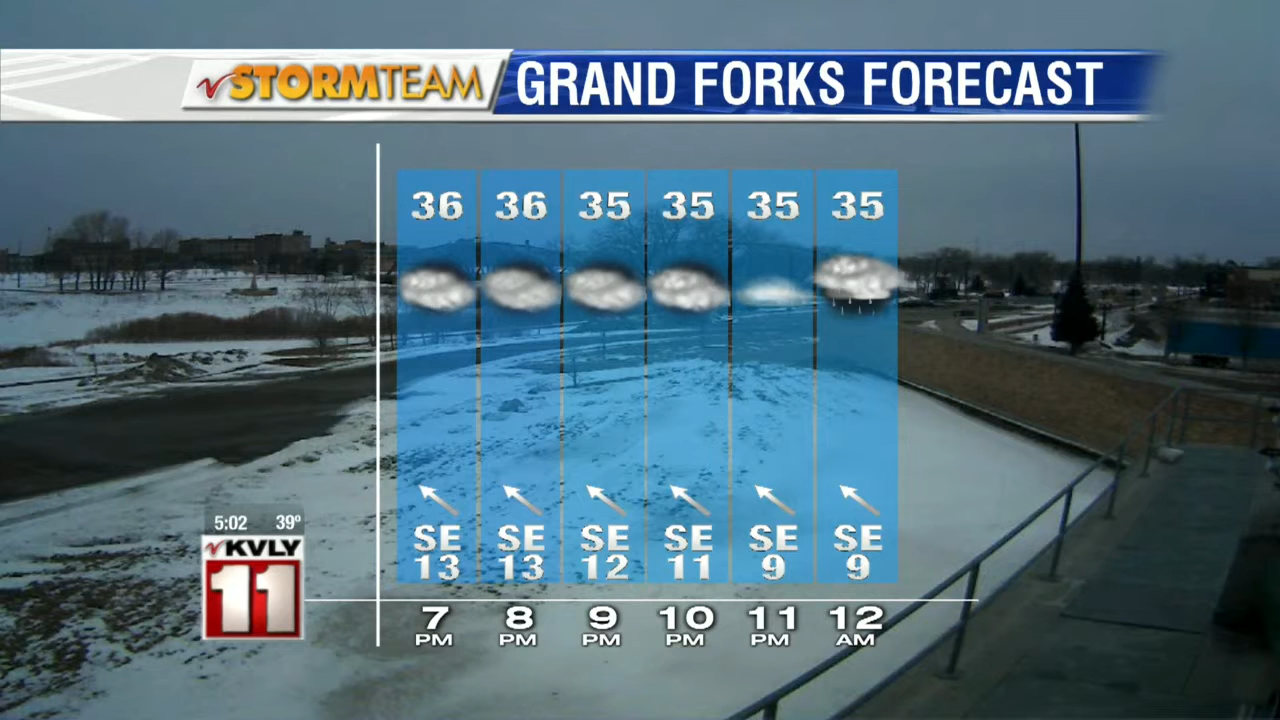 STORMTEAM GRAND FORKS FORECAST
36 36 35 35 35 35
SE SE SE SE SE SE
13 13 12 11 9 9
7 8 9 10 11 12
PM PM PM PM PM AM
5:02 39°
KVLY
11